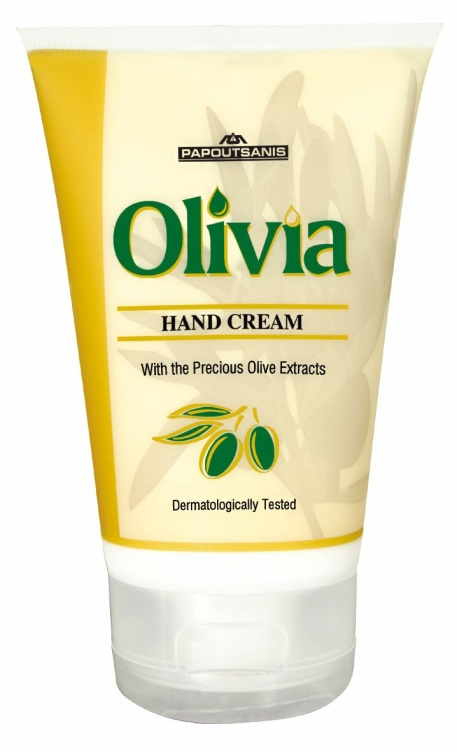 PAPOUTSANIS
Olivia
HAND CREAM
With the Precious Olive Extracts
Dermatologically Tested